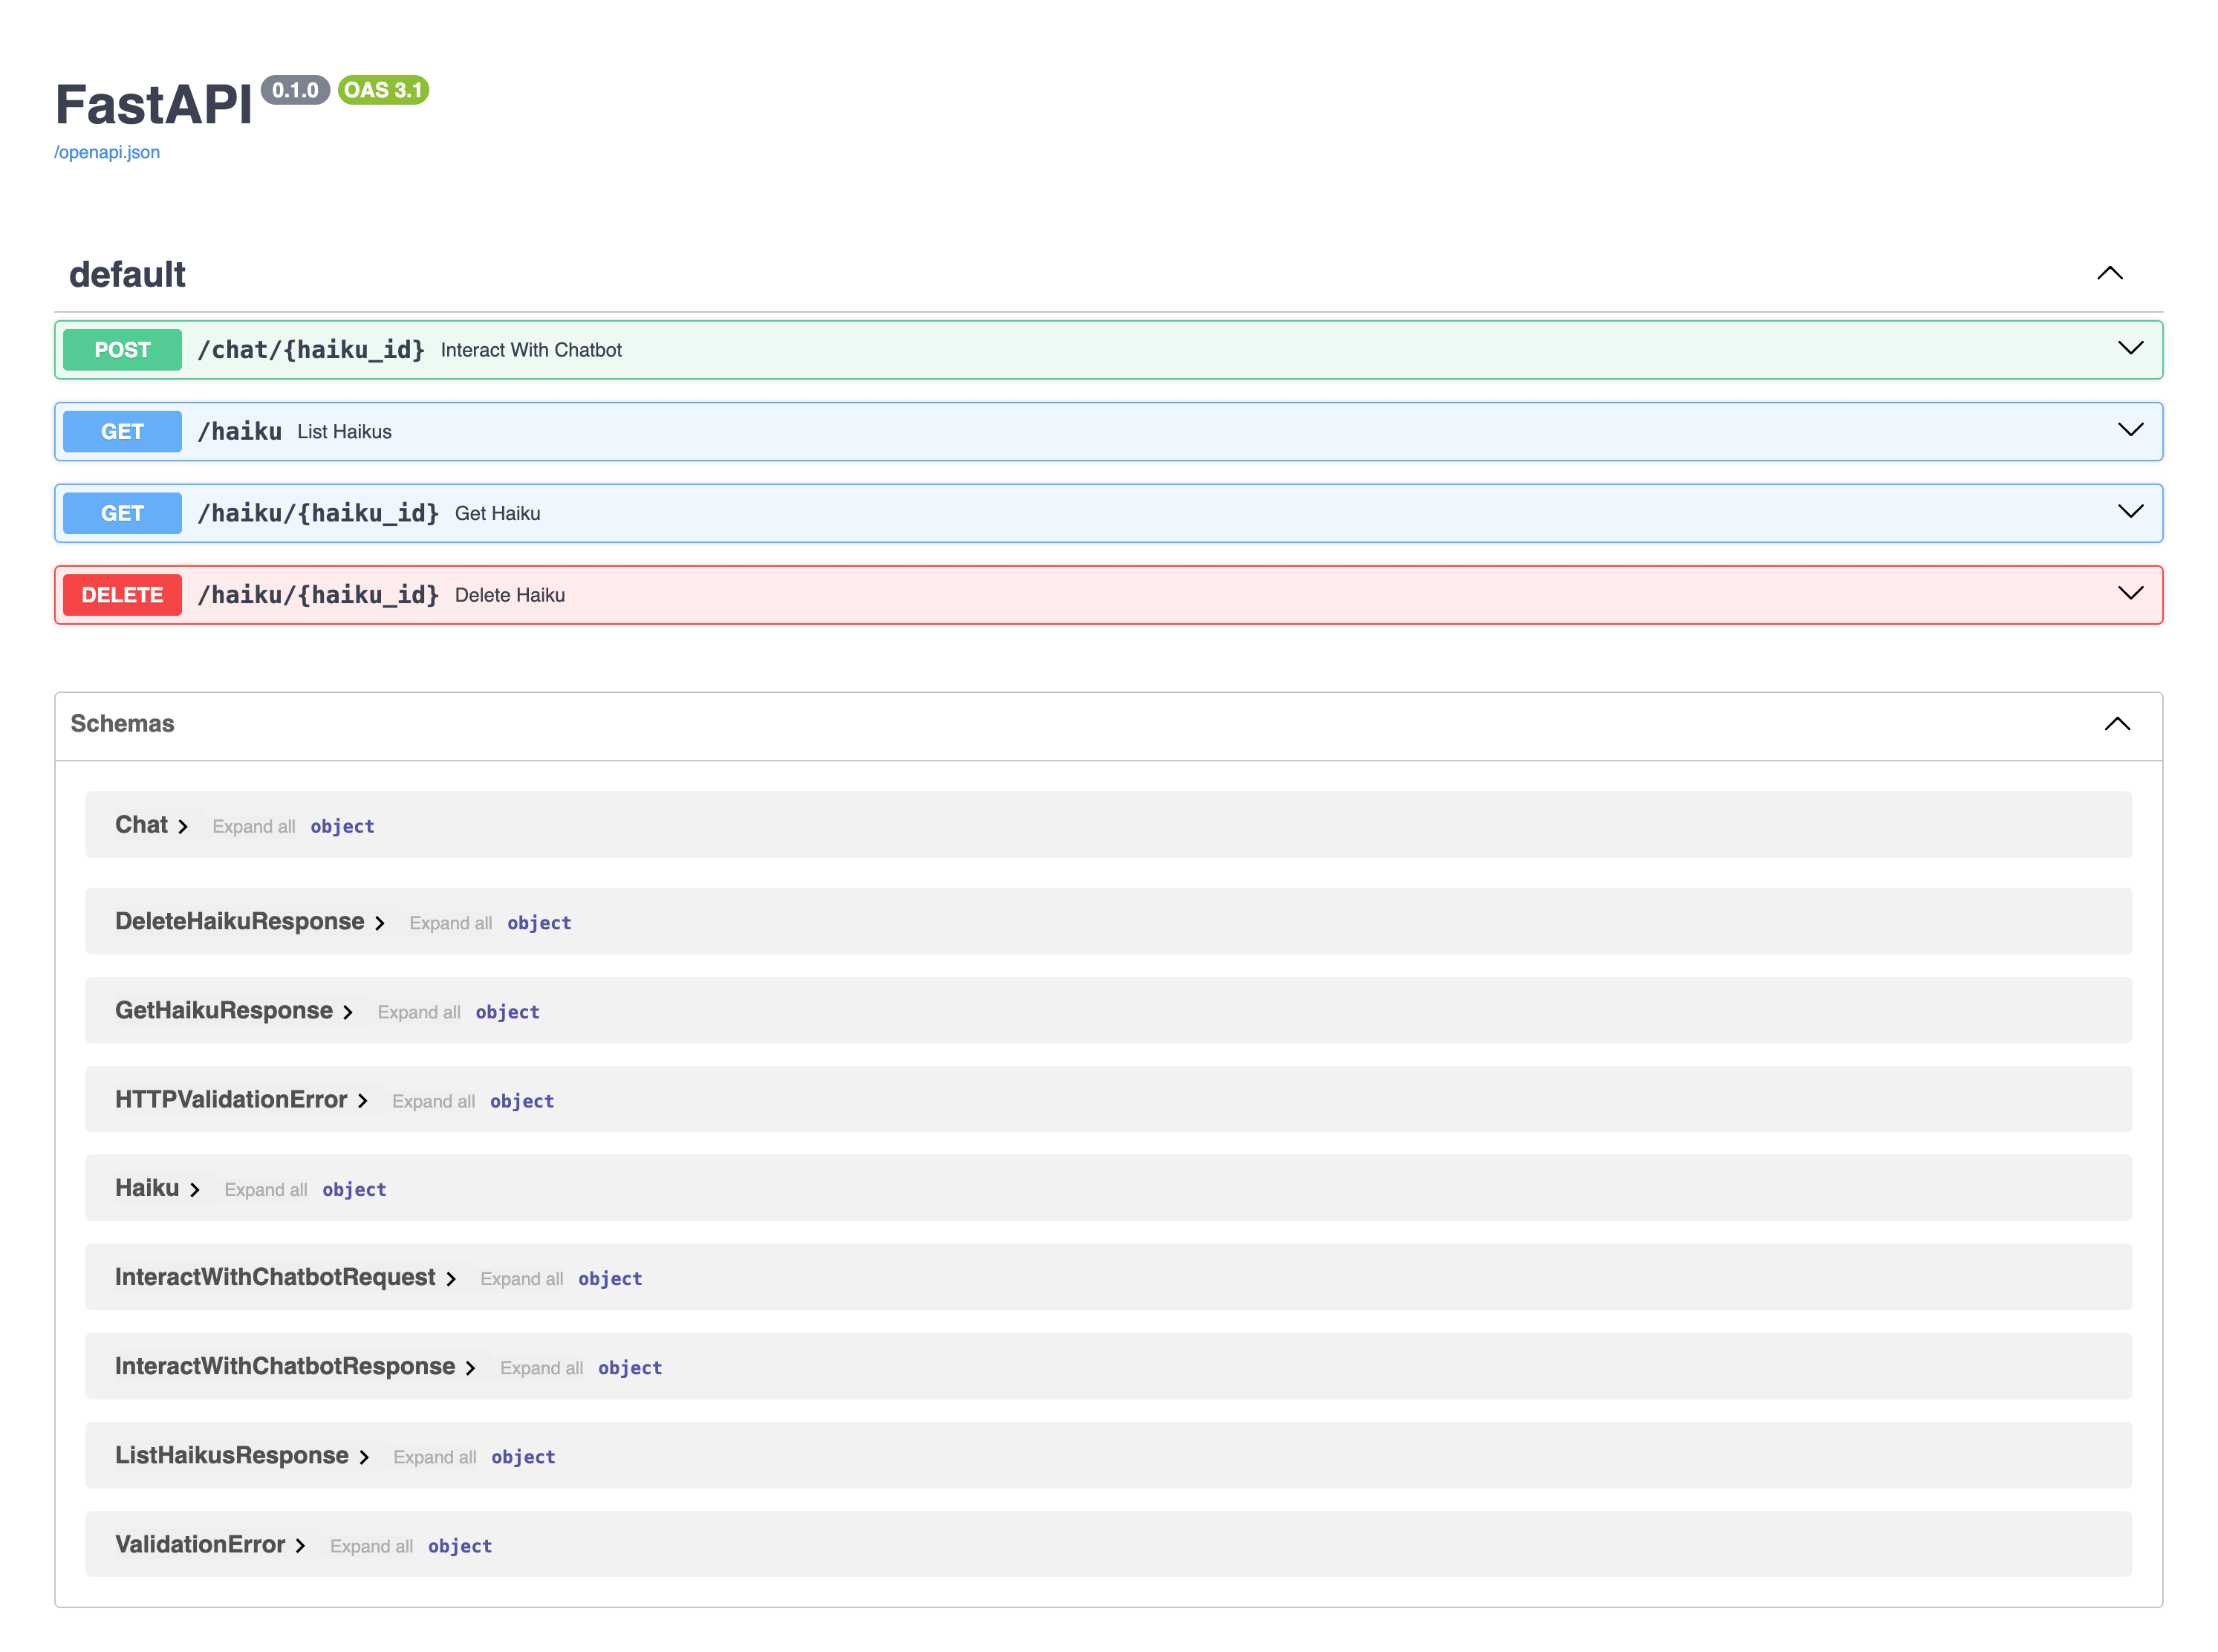 FastAPI 0.1.0 OAS 3.1
/openapi.json
default
POST /chat/{haiku_id} Interact With Chatbot
GET /haiku List Haikus
GET /haiku/{haiku_id} Get Haiku
DELETE /haiku/{haiku_id} Delete Haiku
Schemas
Chat Expand all object
DeleteHaikuResponse Expand all object
GetHaikuResponse Expand all object
HTTPValidationError Expand all object
Haiku Expand all object
InteractWithChatbotRequest Expand all object
InteractWithChatbotResponse Expand all object
ListHaikusResponse Expand all object
ValidationError Expand all object